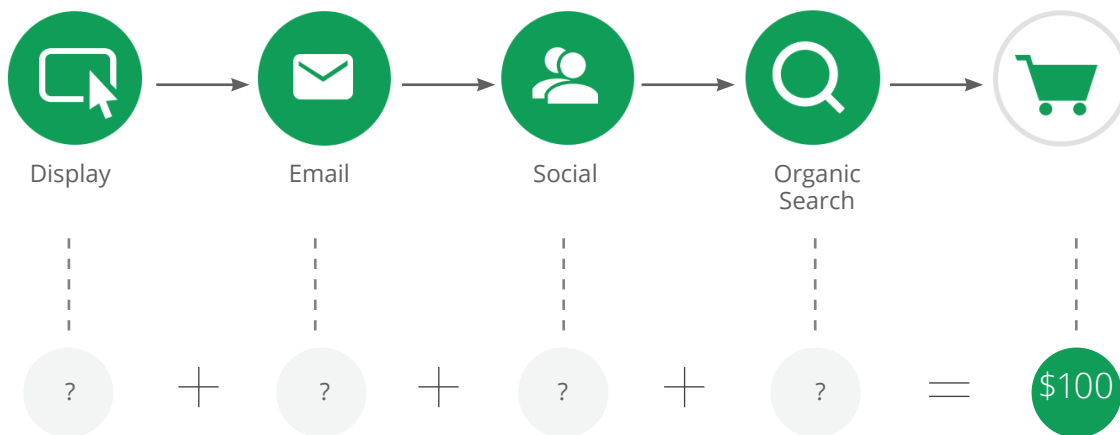 Display
Email
Social
Organic
Search
? + ? + ? + ? = $100